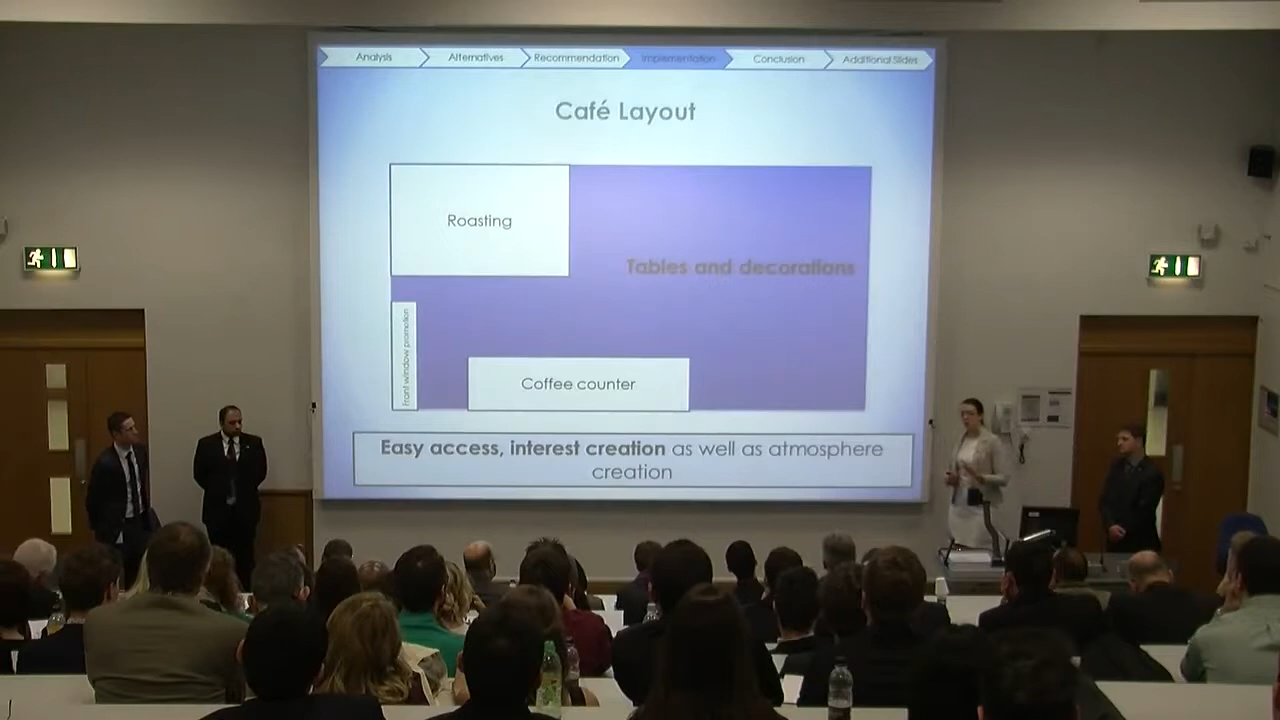 Analysis Alternatives Recommendation Implementation Conclusion Additional Slides
Café Layout
Roasting
Tables and decorations
Front window promotion
Coffee counter
Easy access, interest creation as well as atmosphere
creation